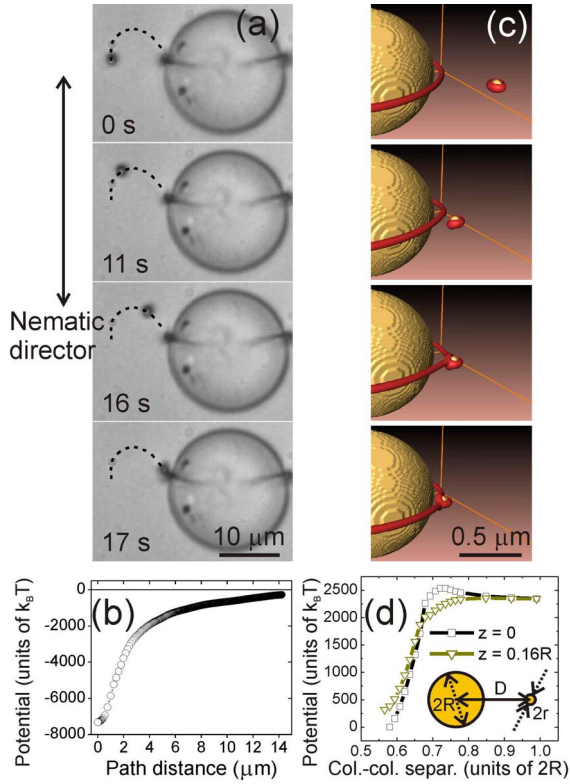 (a)
0 s
11 s
Nematic
director
16 s
17 s
10 μm
(c)
0.5 μm
(b)
Potential (units of kBT)
0
-2000
-4000
-6000
-8000
0 2 4 6 8 10 12 14
Path distance (μm)
(d)
Potential (units of kBT)
2500
2000
1500
1000
500
0
z = 0
z = 0.16R
D
2R
2r
0.5 0.6 0.7 0.8 0.9 1.0
Col.-col. separ. (units of 2R)